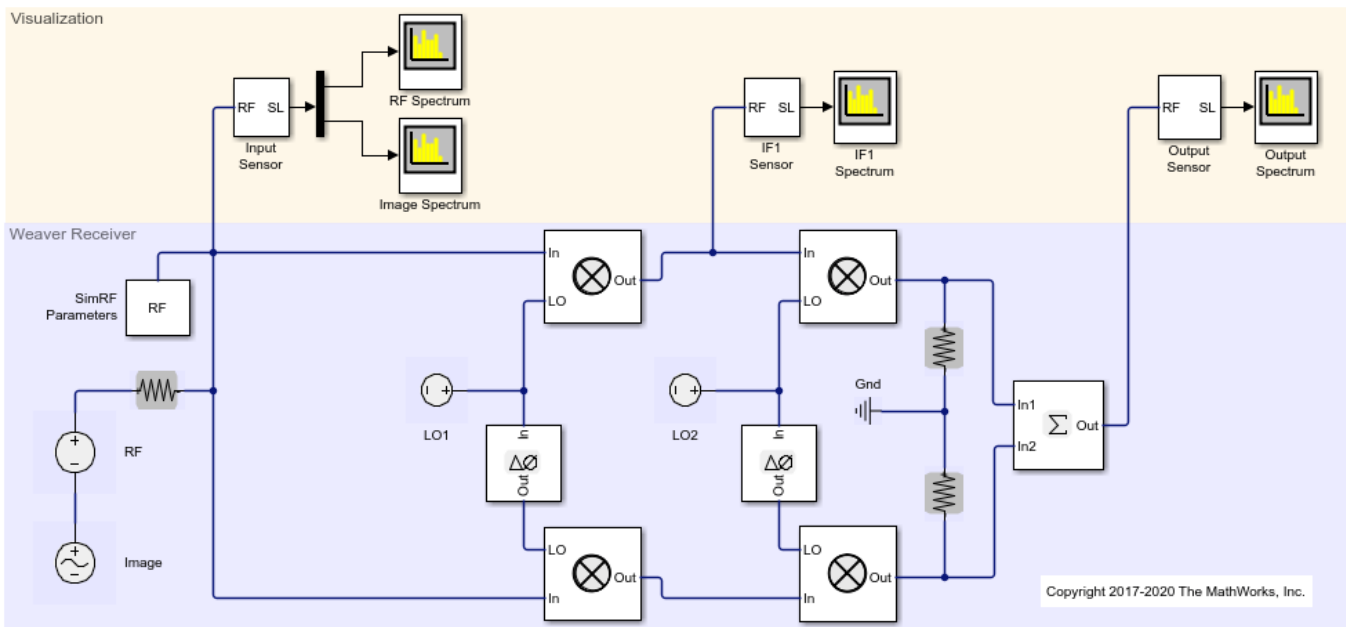 Visualization
RF SL
Input
Sensor
RF Spectrum
Image Spectrum
RF SL
IF1
Sensor
IF1
Spectrum
RF SL
Output
Sensor
Output
Spectrum
Weaver Receiver
SimRF
Parameters
RF
In
LO
Out
In
LO
Out
RF
Image
LO1
In
ΔØ
Out
LO2
In
ΔØ
Out
Gnd
In1
In2
Σ
Out
LO
In
Out
LO
In
Out
Copyright 2017-2020 The MathWorks, Inc.